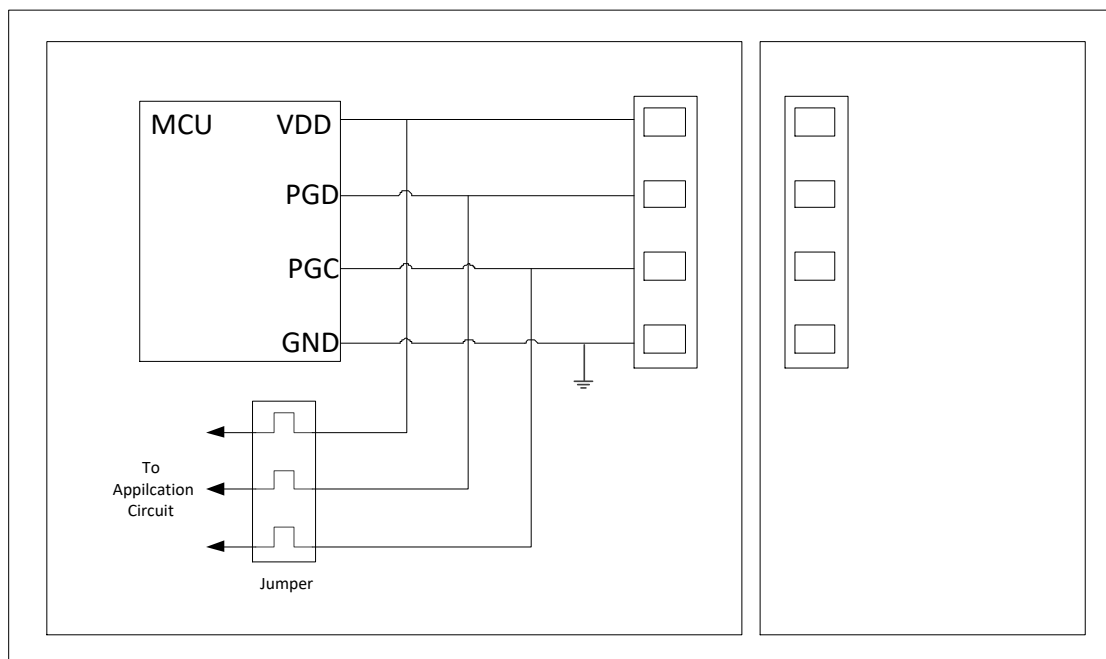 MCU VDD
PGD
PGC
GND
To
Appilcation
Circuit
Jumper